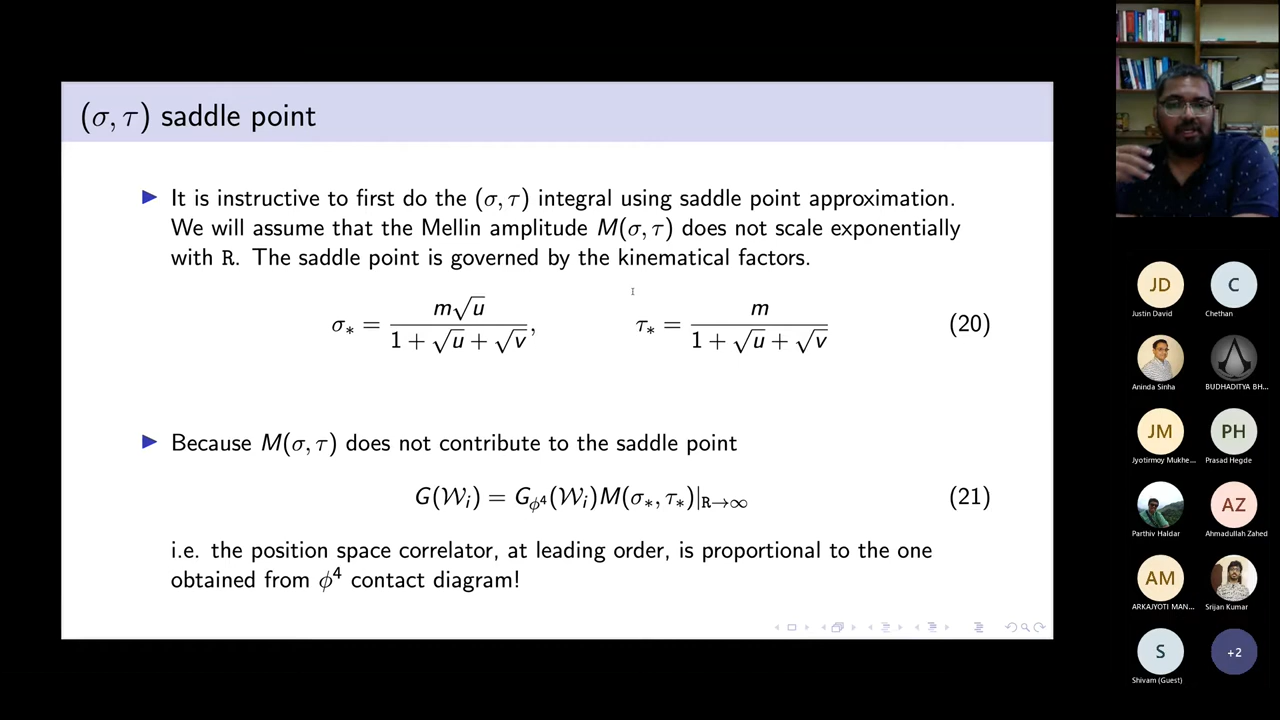 (σ, τ) saddle point
▶ It is instructive to first do the (σ, τ) integral using saddle point approximation.
We will assume that the Mellin amplitude M(σ, τ) does not scale exponentially
with R. The saddle point is governed by the kinematical factors.
σ∗ = m√u / (1 + √u + √v), τ∗ = m / (1 + √u + √v) (20)
▶ Because M(σ, τ) does not contribute to the saddle point
G(𝒲ᵢ) = G_{ϕ⁴}(𝒲ᵢ)M(σ∗, τ∗)|_{R→∞} (21)
i.e. the position space correlator, at leading order, is proportional to the one
obtained from ϕ⁴ contact diagram!
JD
C
Justin David
Chethan
Aninda Sinha
BUDHADITYA BH...
JM
PH
Jyotirmoy Mukhe...
Prasad Hegde
AZ
Parthiv Haldar
Ahmadullah Zahed
AM
ARKAJYOTI MAN...
Srijan Kumar
S
+2
Shivam (Guest)